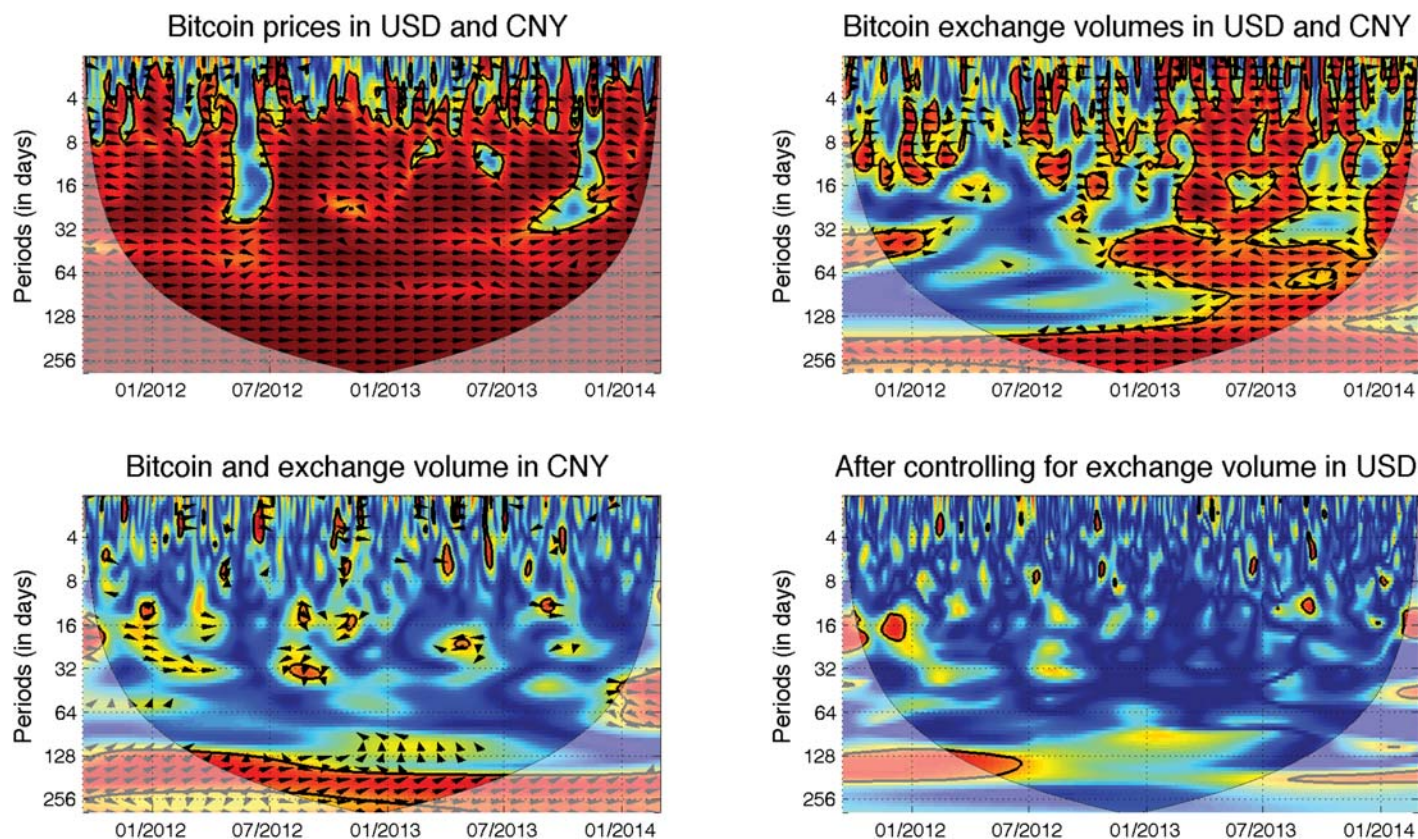 Bitcoin prices in USD and CNY
Periods (in days)
4
8
16
32
64
128
256
01/2012 07/2012 01/2013 07/2013 01/2014
Bitcoin exchange volumes in USD and CNY
Periods (in days)
4
8
16
32
64
128
256
01/2012 07/2012 01/2013 07/2013 01/2014
Bitcoin and exchange volume in CNY
Periods (in days)
4
8
16
32
64
128
256
01/2012 07/2012 01/2013 07/2013 01/2014
After controlling for exchange volume in USD
Periods (in days)
4
8
16
32
64
128
256
01/2012 07/2012 01/2013 07/2013 01/2014